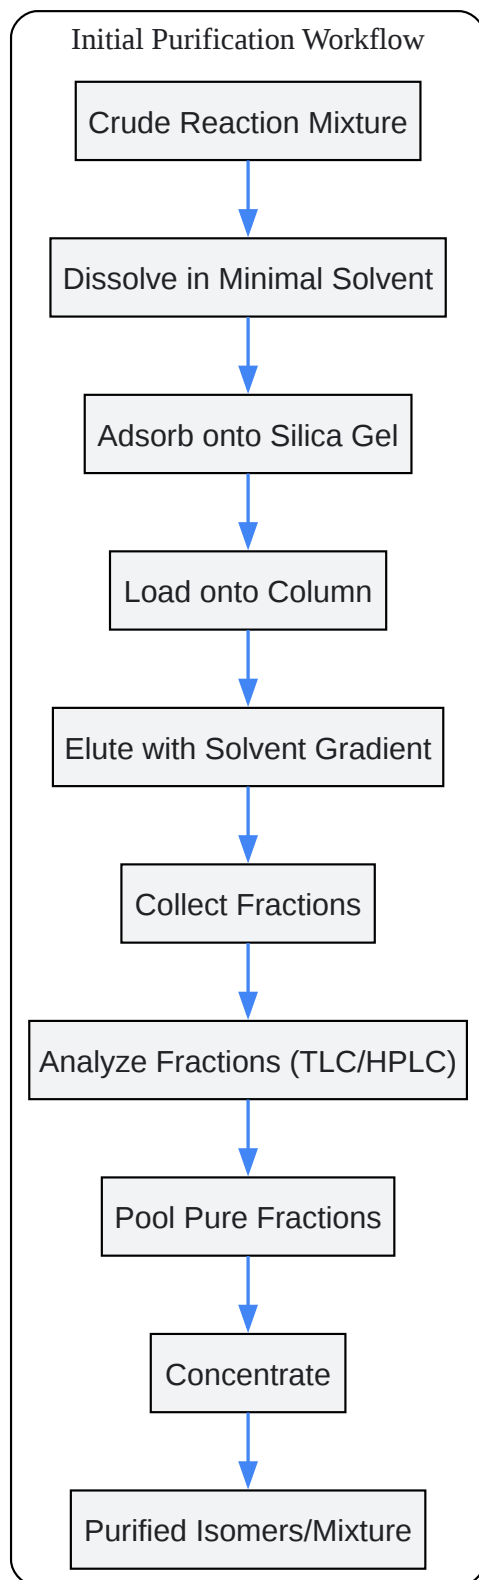 Initial Purification Workflow
Crude Reaction Mixture
Dissolve in Minimal Solvent
Adsorb onto Silica Gel
Load onto Column
Elute with Solvent Gradient
Collect Fractions
Analyze Fractions (TLC/HPLC)
Pool Pure Fractions
Concentrate
Purified Isomers/Mixture